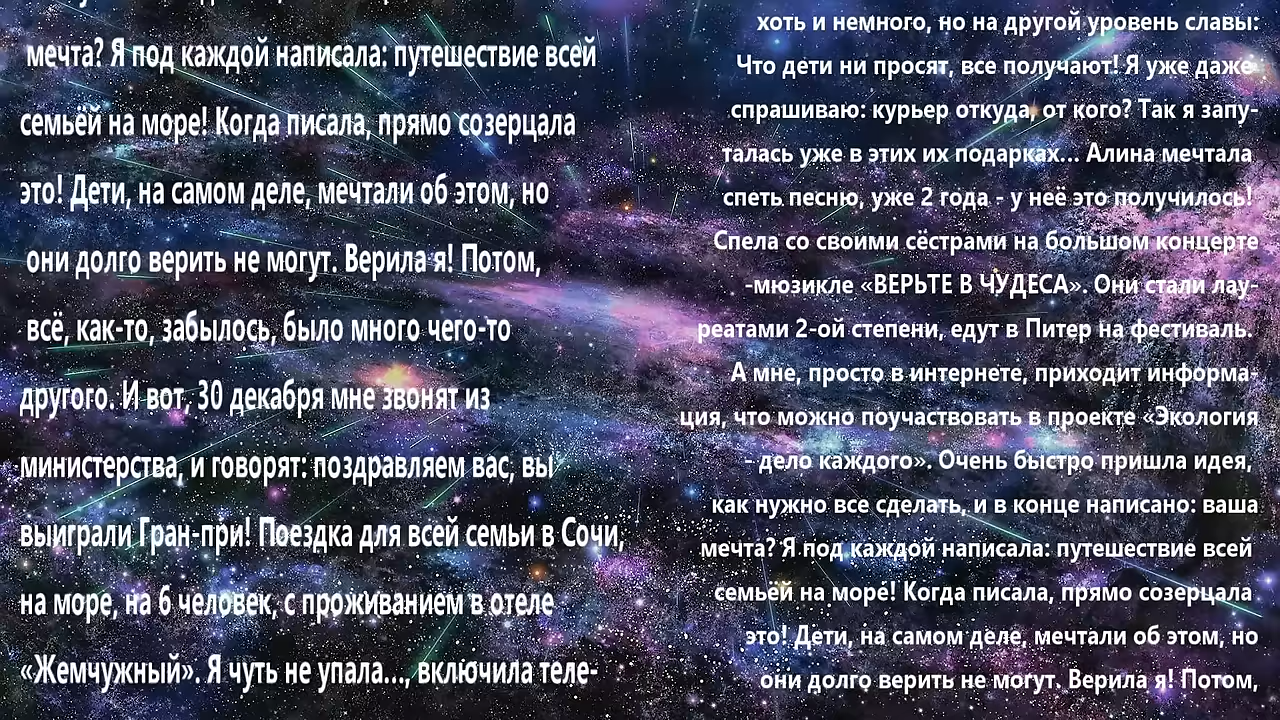 мечта? Я под каждой написала: путешествие всей
семьёй на море! Когда писала, прямо созерцала
это! Дети, на самом деле, мечтали об этом, но
они долго верить не могут. Верила я! Потом,
всё, как-то, забылось, было много чего-то
другого. И вот, 30 декабря мне звонят из
министерства, и говорят: поздравляем вас, вы
выиграли Гран-при! Поездка для всей семьи в Сочи,
на море, на 6 человек, с проживанием в отеле
«Жемчужный». Я чуть не упала..., включила теле-
хоть и немного, но на другой уровень славы:
Что дети ни просят, все получают! Я уже даже
спрашиваю: курьер откуда, от кого? Так я запу-
талась уже в этих их подарках... Алина мечтала
спеть песню, уже 2 года - у неё это получилось!
Спела со своими сёстрами на большом концерте
-мюзикле «ВЕРЬТЕ В ЧУДЕСА». Они стали лау-
реатами 2-ой степени, едут в Питер на фестиваль.
А мне, просто в интернете, приходит информа-
ция, что можно поучаствовать в проекте «Экология
- дело каждого». Очень быстро пришла идея,
как нужно все сделать, и в конце написано: ваша
мечта? Я под каждой написала: путешествие всей
семьёй на море! Когда писала, прямо созерцала
это! Дети, на самом деле, мечтали об этом, но
они долго верить не могут. Верила я! Потом,